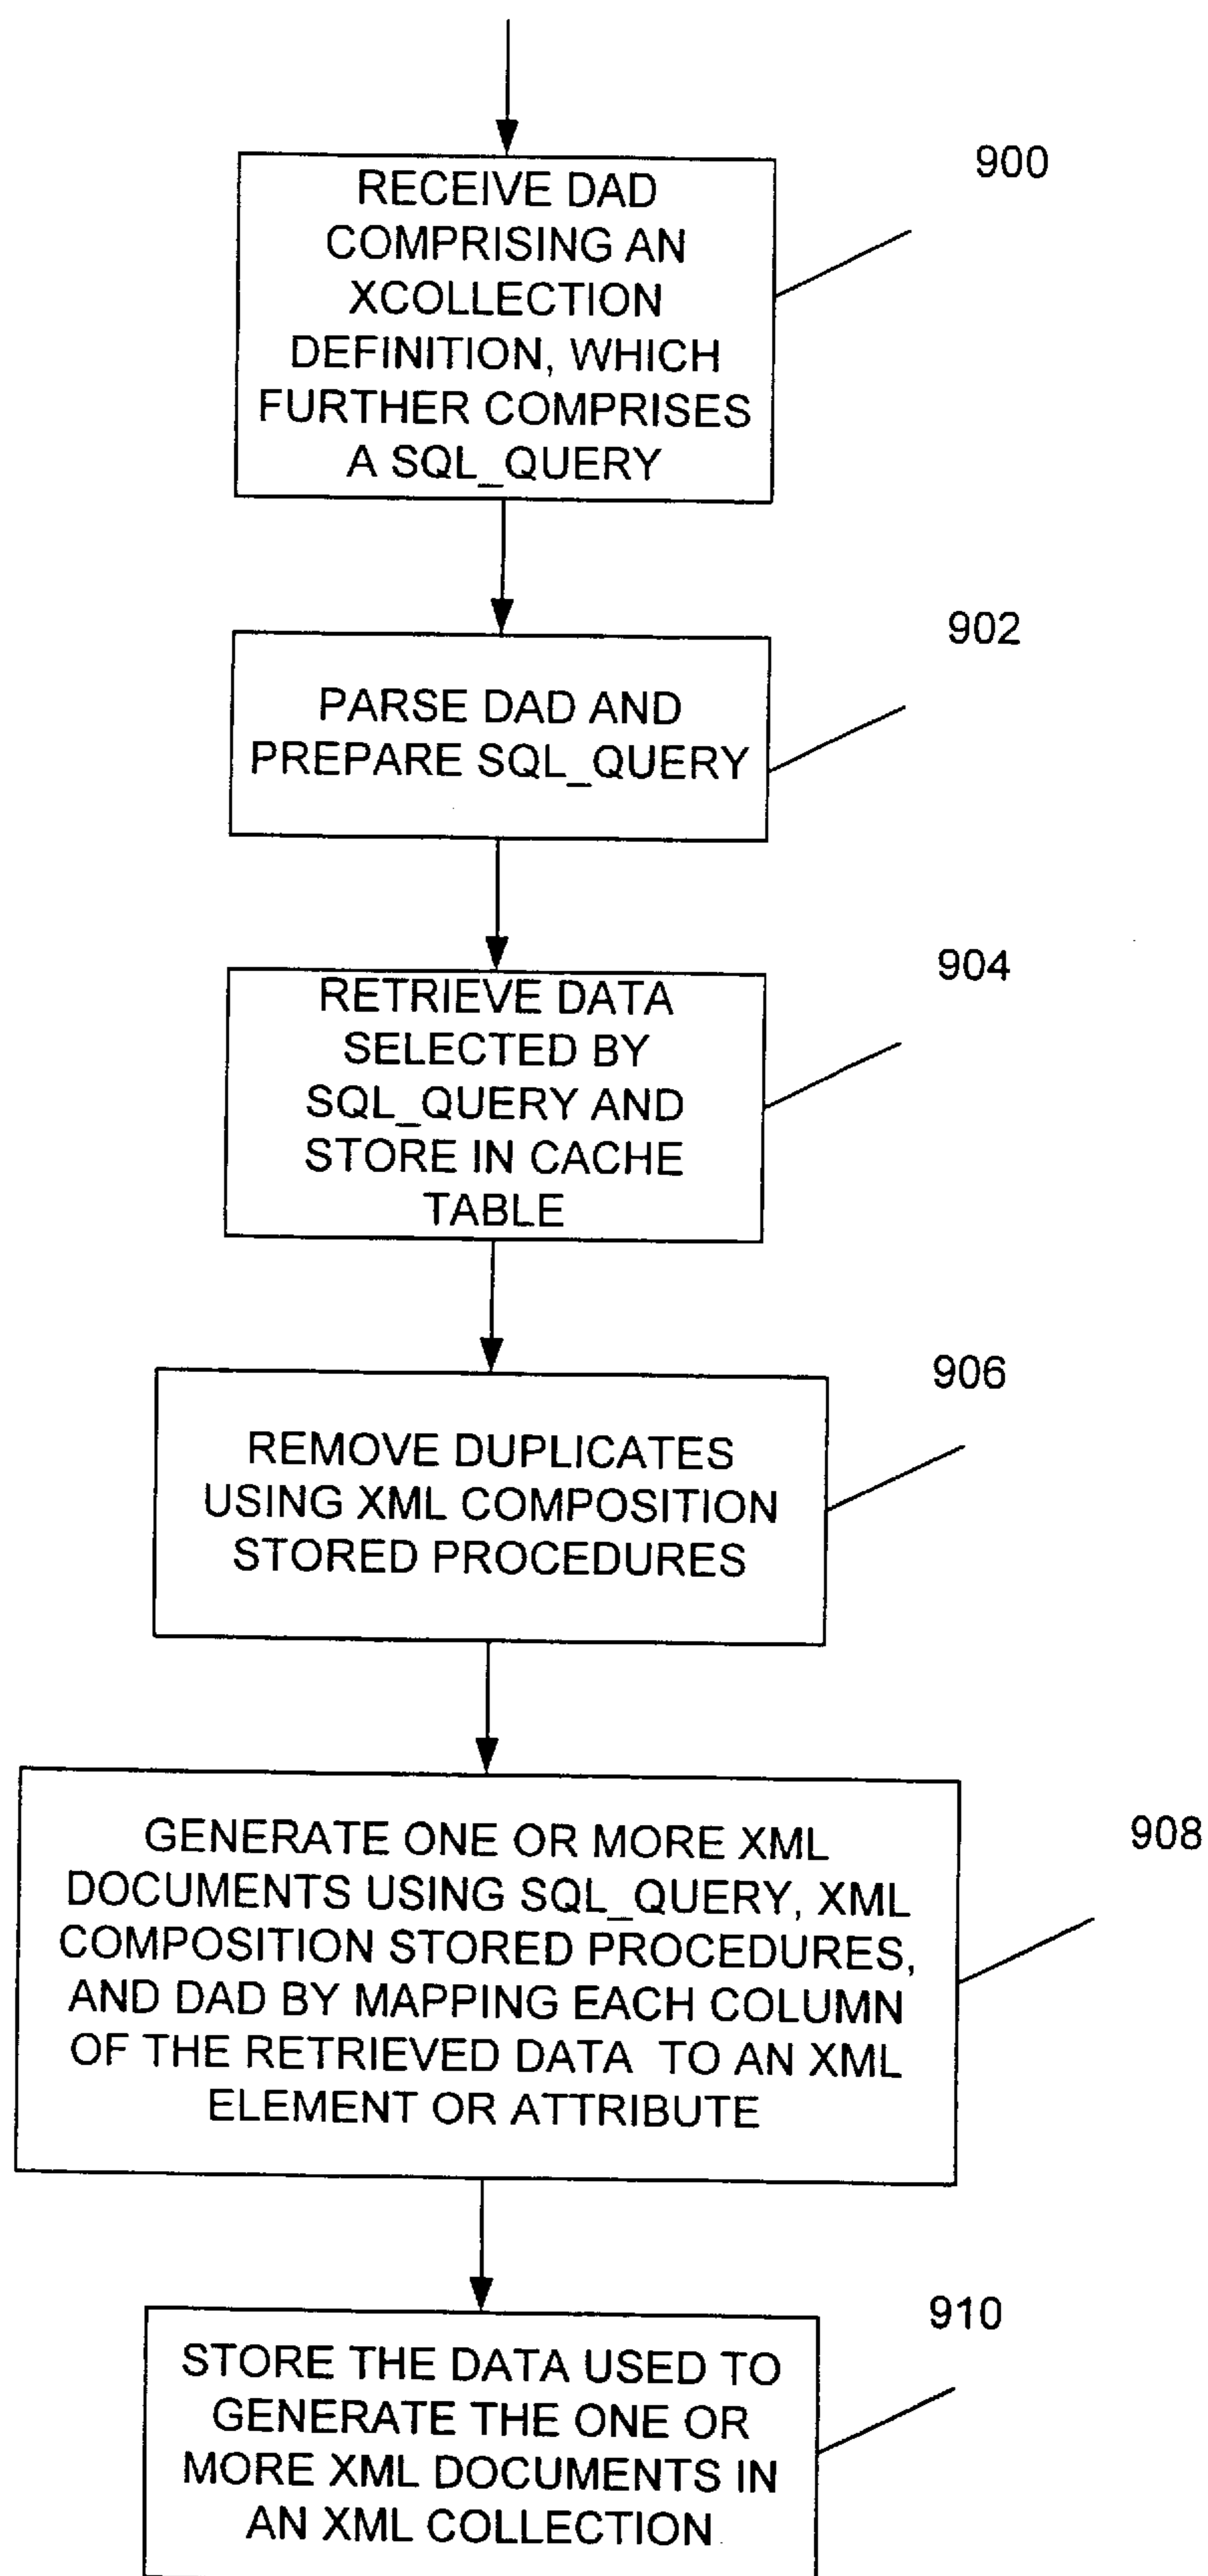 900
RECEIVE DAD
COMPRISING AN
XCOLLECTION
DEFINITION, WHICH
FURTHER COMPRISES
A SQL_QUERY
902
PARSE DAD AND
PREPARE SQL_QUERY
904
RETRIEVE DATA
SELECTED BY
SQL_QUERY AND
STORE IN CACHE
TABLE
906
REMOVE DUPLICATES
USING XML COMPOSITION
STORED PROCEDURES
908
GENERATE ONE OR MORE XML
DOCUMENTS USING SQL_QUERY, XML
COMPOSITION STORED PROCEDURES,
AND DAD BY MAPPING EACH COLUMN
OF THE RETRIEVED DATA TO AN XML
ELEMENT OR ATTRIBUTE
910
STORE THE DATA USED TO
GENERATE THE ONE OR
MORE XML DOCUMENTS IN
AN XML COLLECTION